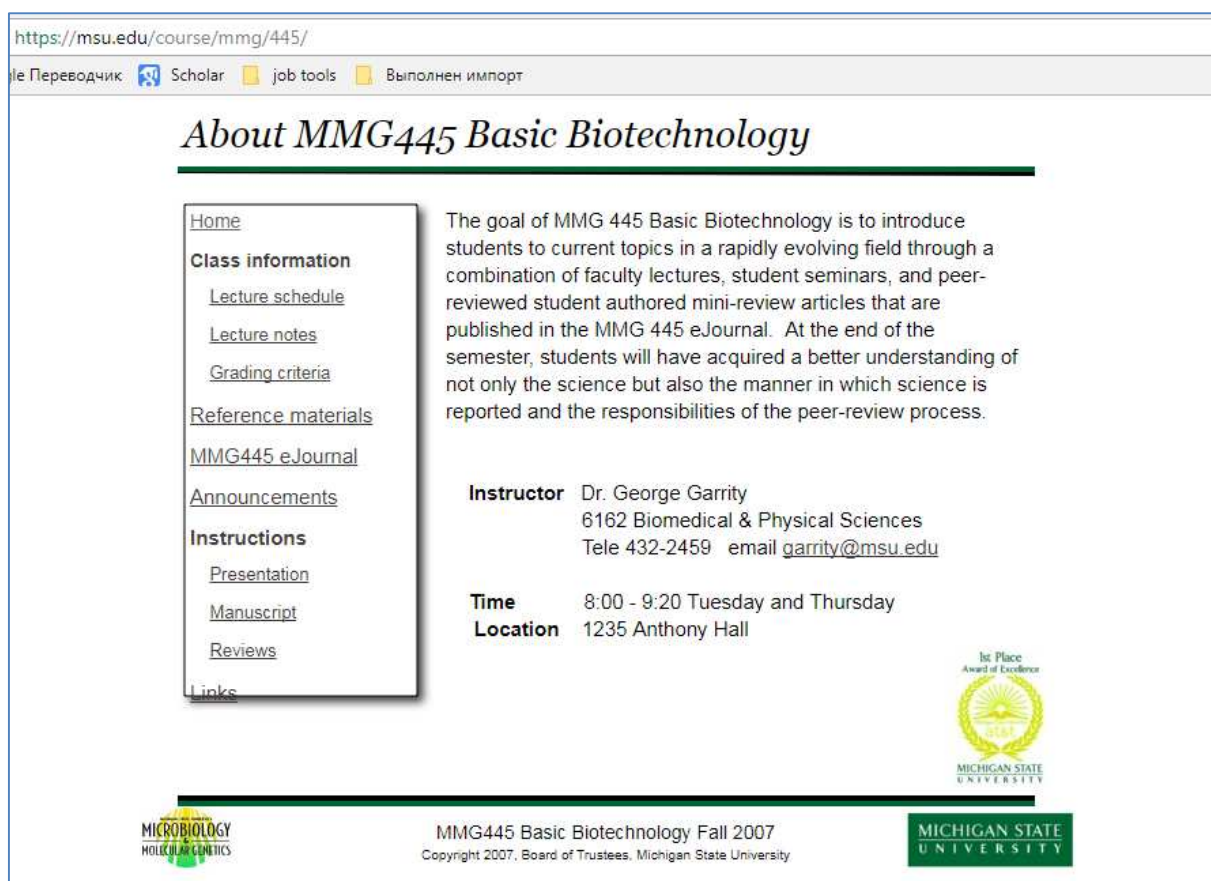 https://msu.edu/course/mmg/445/
le Переводчик Scholar job tools Выполнен импорт
About MMG445 Basic Biotechnology
Home
Class information
Lecture schedule
Lecture notes
Grading criteria
Reference materials
MMG445 eJournal
Announcements
Instructions
Presentation
Manuscript
Reviews
Links
The goal of MMG 445 Basic Biotechnology is to introduce
students to current topics in a rapidly evolving field through a
combination of faculty lectures, student seminars, and peer-
reviewed student authored mini-review articles that are
published in the MMG 445 eJournal.  At the end of the
semester, students will have acquired a better understanding of
not only the science but also the manner in which science is
reported and the responsibilities of the peer-review process.
Instructor Dr. George Garrity
6162 Biomedical & Physical Sciences
Tele 432-2459 email garrity@msu.edu
Time 8:00 - 9:20 Tuesday and Thursday
Location 1235 Anthony Hall
1st Place
Award of Excellence
at&t
MICHIGAN STATE
UNIVERSITY
MICROBIOLOGY
&
MOLECULAR GENETICS
MMG445 Basic Biotechnology Fall 2007
Copyright 2007, Board of Trustees, Michigan State University
MICHIGAN STATE
UNIVERSITY